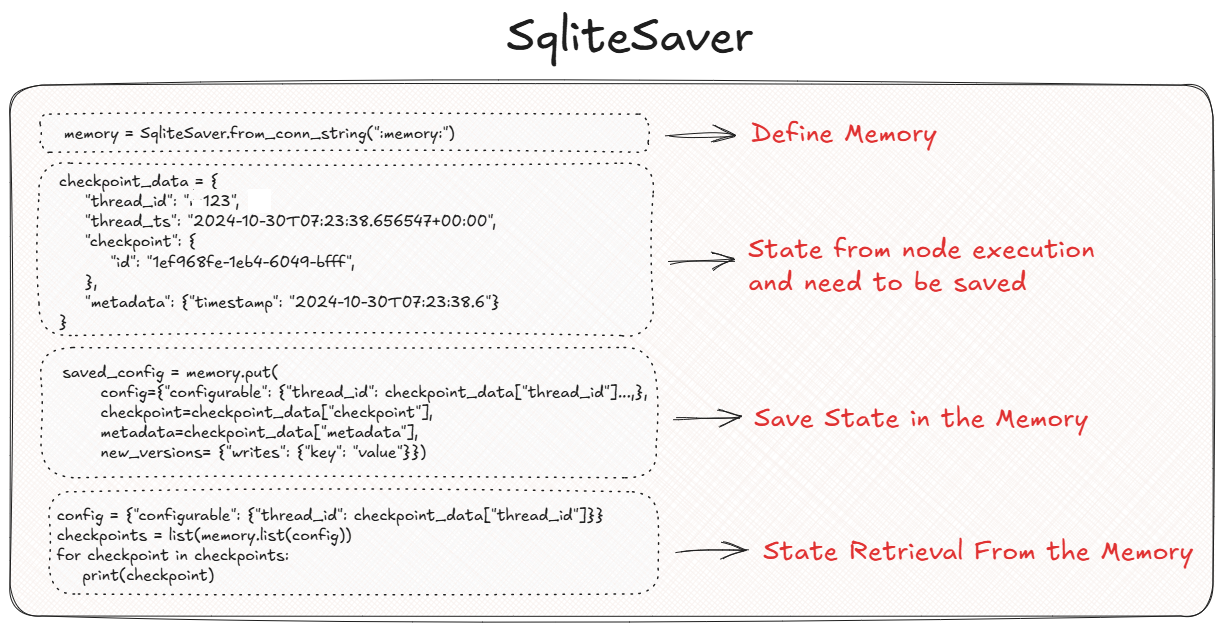 SqliteSaver
memory = SqliteSaver.from_conn_string(":memory:")
Define Memory
checkpoint_data = {
"thread_id": " 123",
"thread_ts": "2024-10-30T07:23:38.656547+00:00",
"checkpoint": {
"id": "1ef968fe-1eb4-6049-bfff",
},
"metadata": {"timestamp": "2024-10-30T07:23:38.6"}
}
State from node execution
and need to be saved
saved_config = memory.put(
config={"configurable": {"thread_id": checkpoint_data["thread_id"]...,},
checkpoint=checkpoint_data["checkpoint"],
metadata=checkpoint_data["metadata"],
new_versions= {"writes": {"key": "value"}})
Save State in the Memory
config = {"configurable": {"thread_id": checkpoint_data["thread_id"]}}
checkpoints = list(memory.list(config))
for checkpoint in checkpoints:
print(checkpoint)
State Retrieval From the Memory